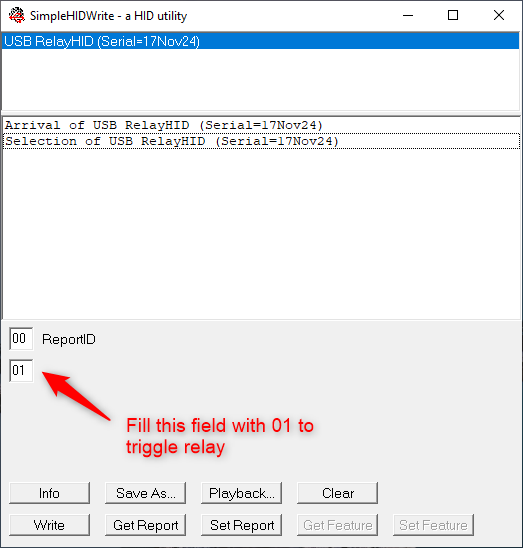 SimpleHIDWrite - a HID utility
USB RelayHID (Serial=17Nov24)
Arrival of USB RelayHID (Serial=17Nov24)
Selection of USB RelayHID (Serial=17Nov24)
00 ReportID
01
Fill this field with 01 to
triggle relay
Info Save As... Playback... Clear
Write Get Report Set Report Get Feature Set Feature